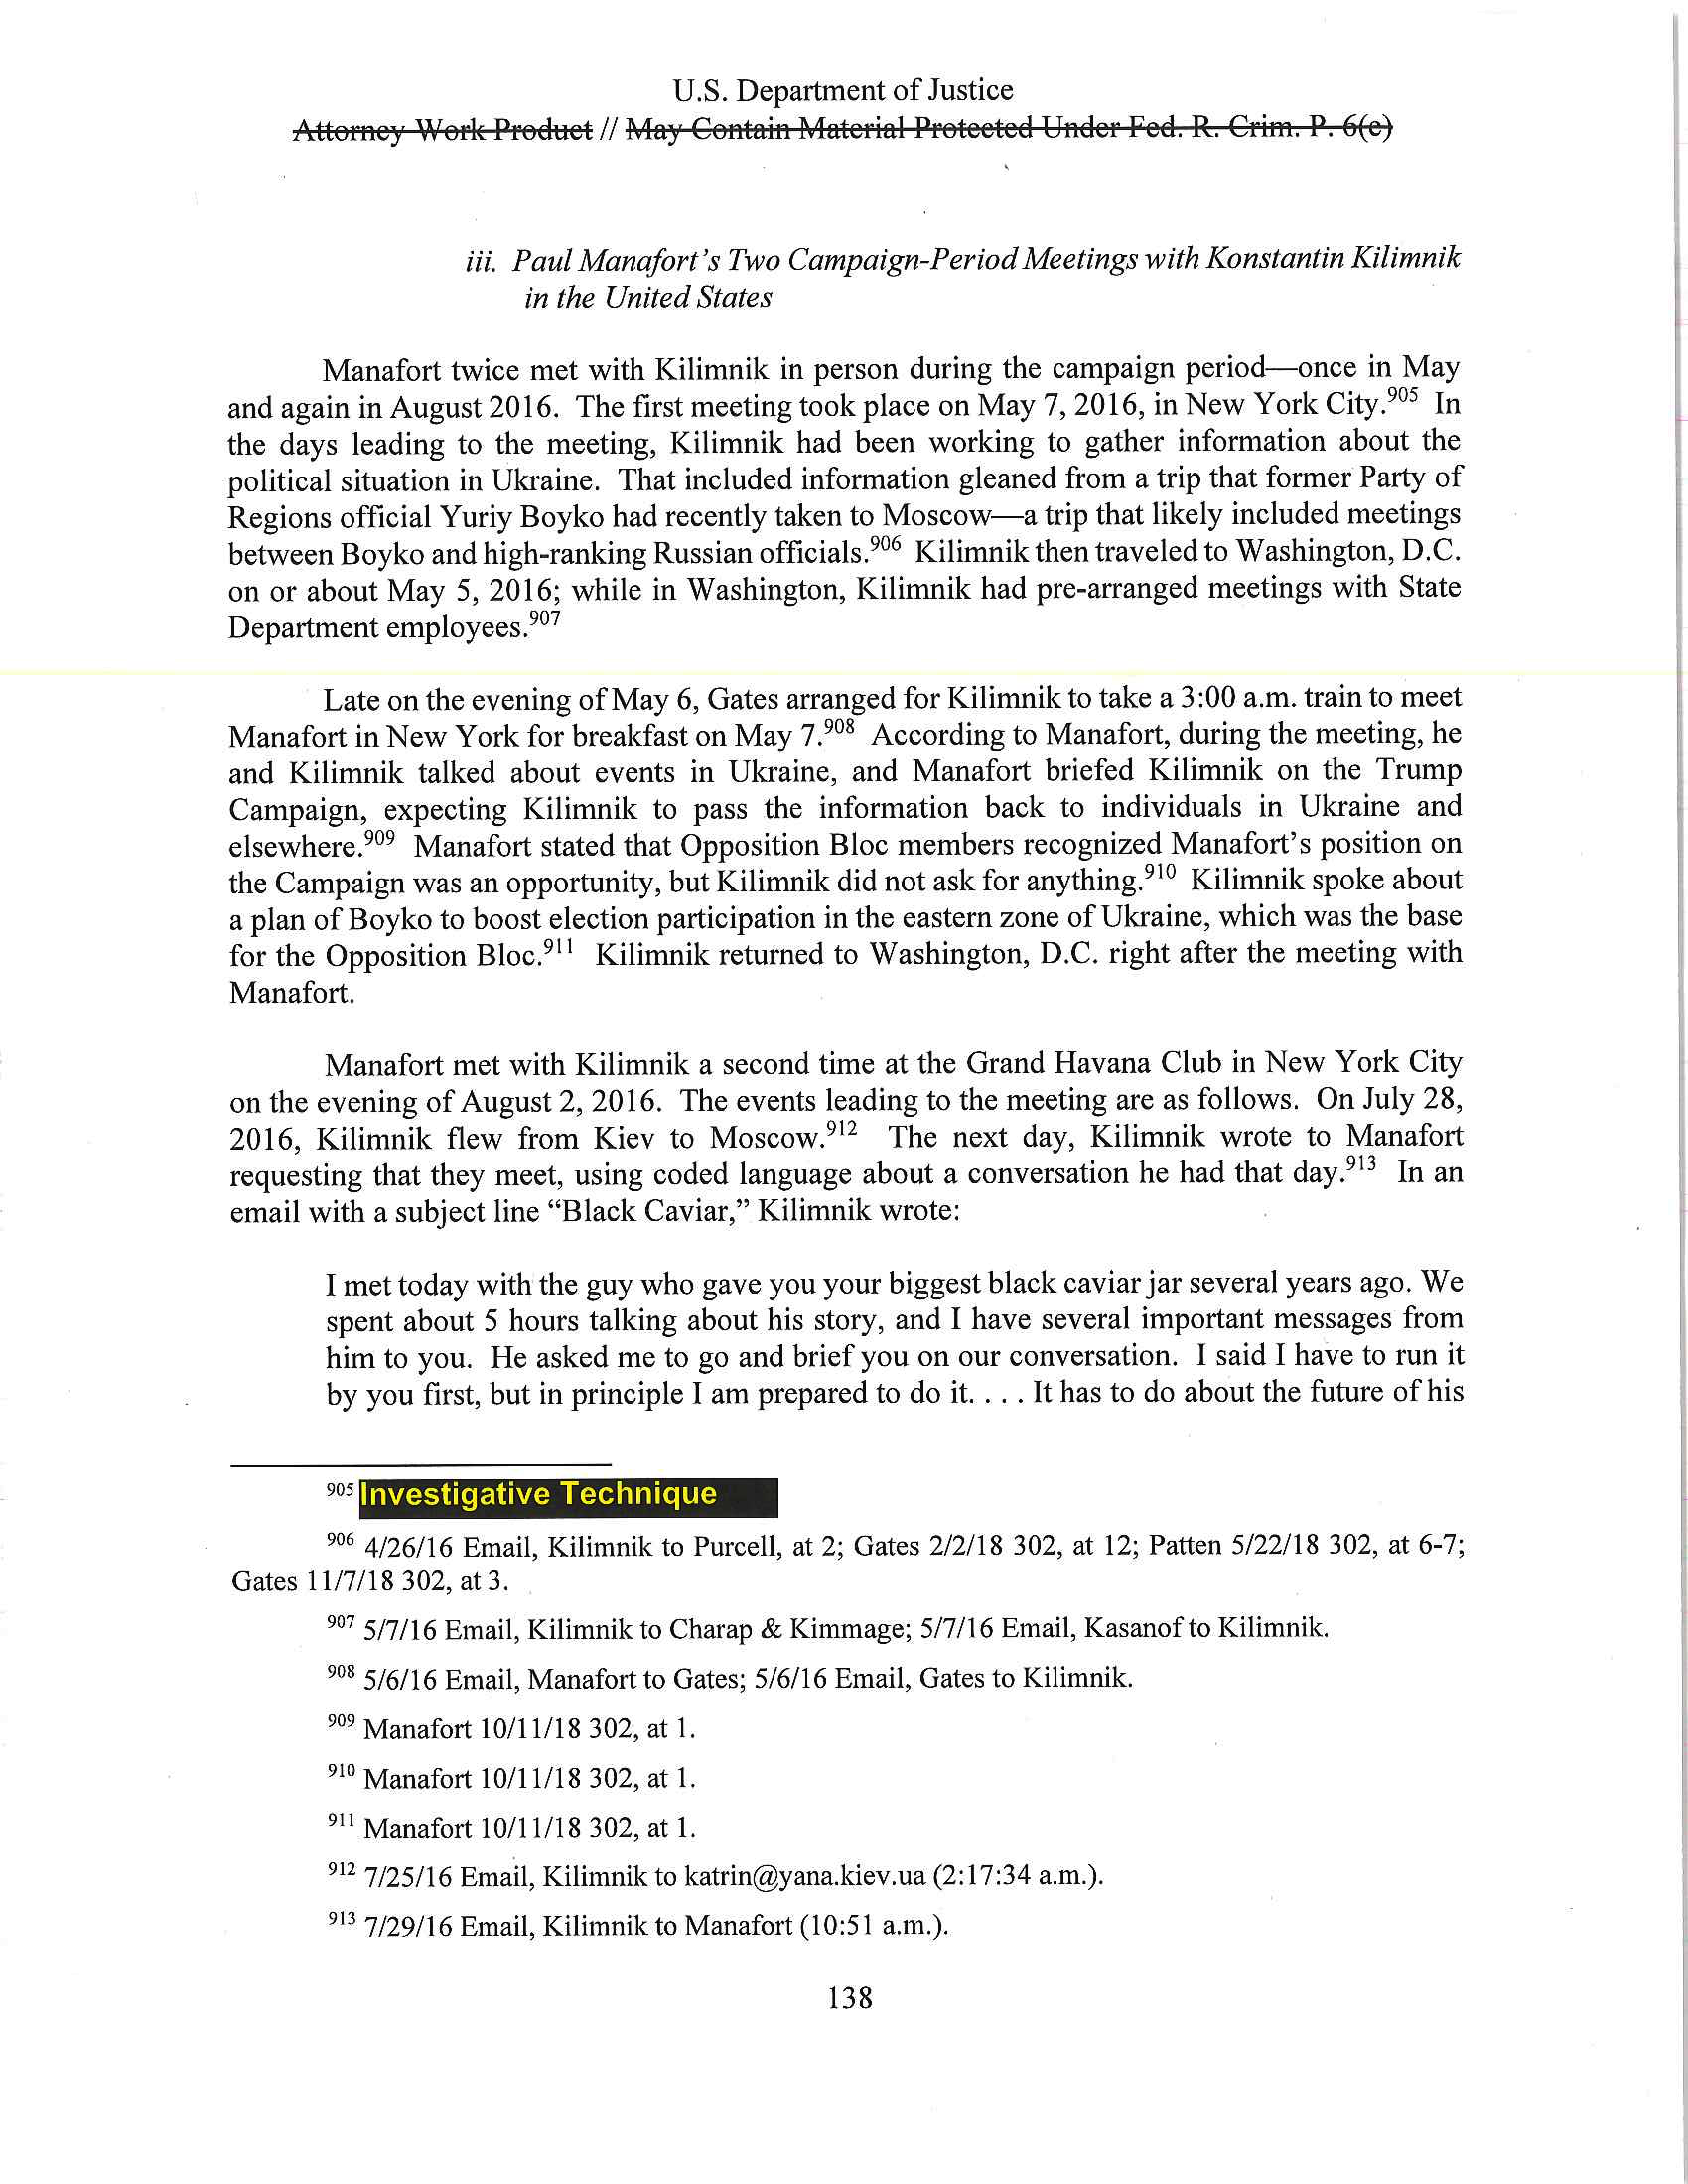 U.S. Department of Justice
Attorney Work Product // May Contain Material Protected Under Fed. R. Crim. P. 6(e)
iii. Paul Manafort's Two Campaign-Period Meetings with Konstantin Kilimnik
in the United States
Manafort twice met with Kilimnik in person during the campaign period—once in May
and again in August 2016. The first meeting took place on May 7, 2016, in New York City.905 In
the days leading to the meeting, Kilimnik had been working to gather information about the
political situation in Ukraine. That included information gleaned from a trip that former Party of
Regions official Yuriy Boyko had recently taken to Moscow—a trip that likely included meetings
between Boyko and high-ranking Russian officials.906 Kilimnik then traveled to Washington, D.C.
on or about May 5, 2016; while in Washington, Kilimnik had pre-arranged meetings with State
Department employees.907
Late on the evening of May 6, Gates arranged for Kilimnik to take a 3:00 a.m. train to meet
Manafort in New York for breakfast on May 7.908 According to Manafort, during the meeting, he
and Kilimnik talked about events in Ukraine, and Manafort briefed Kilimnik on the Trump
Campaign, expecting Kilimnik to pass the information back to individuals in Ukraine and
elsewhere.909 Manafort stated that Opposition Bloc members recognized Manafort's position on
the Campaign was an opportunity, but Kilimnik did not ask for anything.910 Kilimnik spoke about
a plan of Boyko to boost election participation in the eastern zone of Ukraine, which was the base
for the Opposition Bloc.911 Kilimnik returned to Washington, D.C. right after the meeting with
Manafort.
Manafort met with Kilimnik a second time at the Grand Havana Club in New York City
on the evening of August 2, 2016. The events leading to the meeting are as follows. On July 28,
2016, Kilimnik flew from Kiev to Moscow.912 The next day, Kilimnik wrote to Manafort
requesting that they meet, using coded language about a conversation he had that day.913 In an
email with a subject line “Black Caviar,” Kilimnik wrote:
I met today with the guy who gave you your biggest black caviar jar several years ago. We
spent about 5 hours talking about his story, and I have several important messages from
him to you. He asked me to go and brief you on our conversation. I said I have to run it
by you first, but in principle I am prepared to do it. . . . It has to do about the future of his
905 Investigative Technique
906 4/26/16 Email, Kilimnik to Purcell, at 2; Gates 2/2/18 302, at 12; Patten 5/22/18 302, at 6-7;
Gates 11/7/18 302, at 3.
907 5/7/16 Email, Kilimnik to Charap & Kimmage; 5/7/16 Email, Kasanof to Kilimnik.
908 5/6/16 Email, Manafort to Gates; 5/6/16 Email, Gates to Kilimnik.
909 Manafort 10/11/18 302, at 1.
910 Manafort 10/11/18 302, at 1.
911 Manafort 10/11/18 302, at 1.
912 7/25/16 Email, Kilimnik to katrin@yana.kiev.ua (2:17:34 a.m.).
913 7/29/16 Email, Kilimnik to Manafort (10:51 a.m.).
138